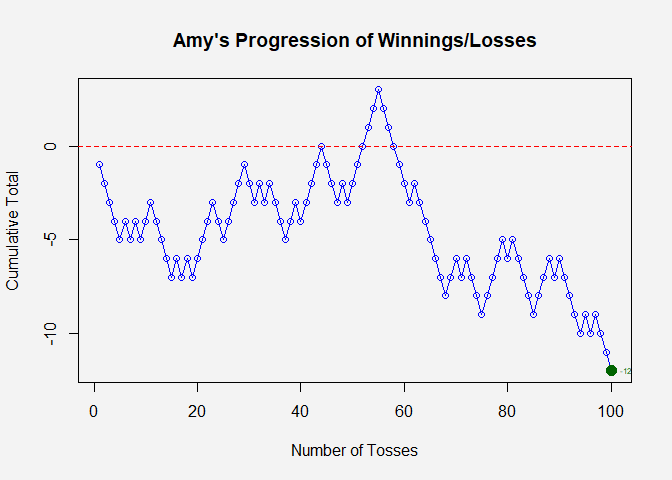 Amy's Progression of Winnings/Losses
Cumulative Total
0
-5
-10
-12
0 20 40 60 80 100
Number of Tosses